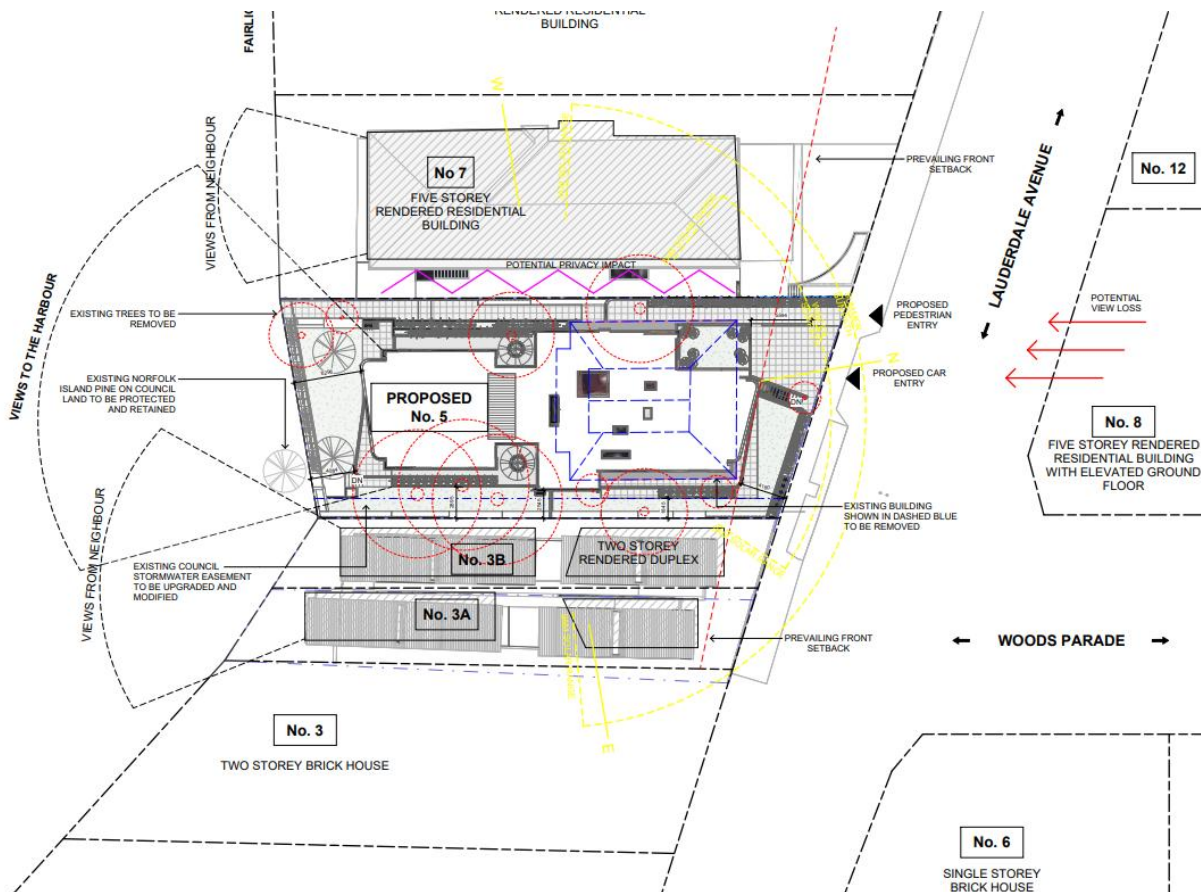 RENDERED RESIDENTIAL
BUILDING
FAIRLIG
VIEWS FROM NEIGHBOUR
W
No 7
FIVE STOREY
RENDERED RESIDENTIAL
BUILDING
POTENTIAL PRIVACY IMPACT
PREVAILING FRONT
SETBACK
LAUDERDALE AVENUE
No. 12
VIEWS TO THE HARBOUR
EXISTING TREES TO BE
REMOVED
PROPOSED
PEDESTRIAN
ENTRY
POTENTIAL
VIEW LOSS
N
PROPOSED CAR
ENTRY
EXISTING NORFOLK
ISLAND PINE ON COUNCIL
LAND TO BE PROTECTED
AND RETAINED
PROPOSED
No. 5
DN
DN
No. 8
FIVE STOREY RENDERED
RESIDENTIAL BUILDING
WITH ELEVATED GROUND
FLOOR
EXISTING BUILDING
SHOWN IN DASHED BLUE
TO BE REMOVED
VIEWS FROM NEIGHBOUR
EXISTING COUNCIL
STORMWATER EASEMENT
TO BE UPGRADED AND
MODIFIED
No. 3B
TWO STOREY
RENDERED DUPLEX
No. 3A
PREVAILING FRONT
SETBACK
WOODS PARADE
E
No. 3
TWO STOREY BRICK HOUSE
No. 6
SINGLE STOREY
BRICK HOUSE